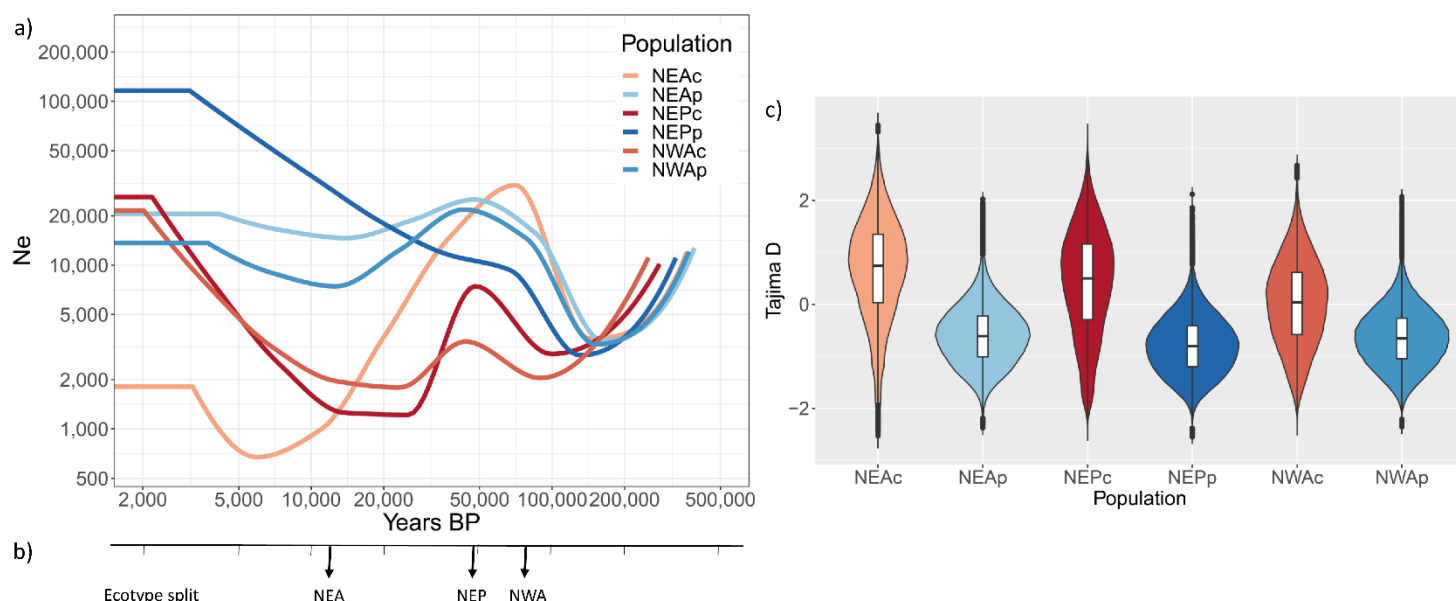 a)
200,000
100,000
50,000
20,000
10,000
5,000
2,000
1,000
500
Ne
Population
NEAc
NEAp
NEPc
NEPp
NWAc
NWAp
2,000
5,000
10,000
20,000
50,000
100,000
200,000
500,000
Years BP
b)
Ecotype split
NEA
NEP
NWA
c)
Tajima D
2
0
−2
NEAc
NEAp
NEPc
NEPp
NWAc
NWAp
Population